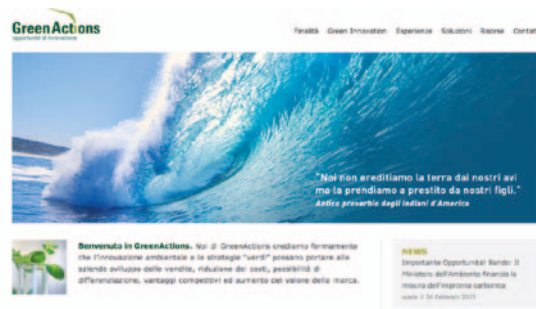 GreenActions
opportunità di innovazione
Finalità Green Innovation Esperienze Soluzioni Risorse Contatti
"Noi non ereditiamo la terra dai nostri avi
ma la prendiamo a prestito da nostri figli."
Antico proverbio degli indiani d'America
Benvenuto in GreenActions. Noi di GreenActions crediamo fermamente
che l'innovazione ambientale e le strategie "verdi" possano portare alle
aziende sviluppo delle vendite, riduzione dei costi, possibilità di
differenziazione, vantaggi competitivi ed aumento del valore della marca.
NEWS
Importante Opportunità! Bando: Il
Ministero dell'Ambiente finanzia la
misura dell'impronta carbonica
Febbraio